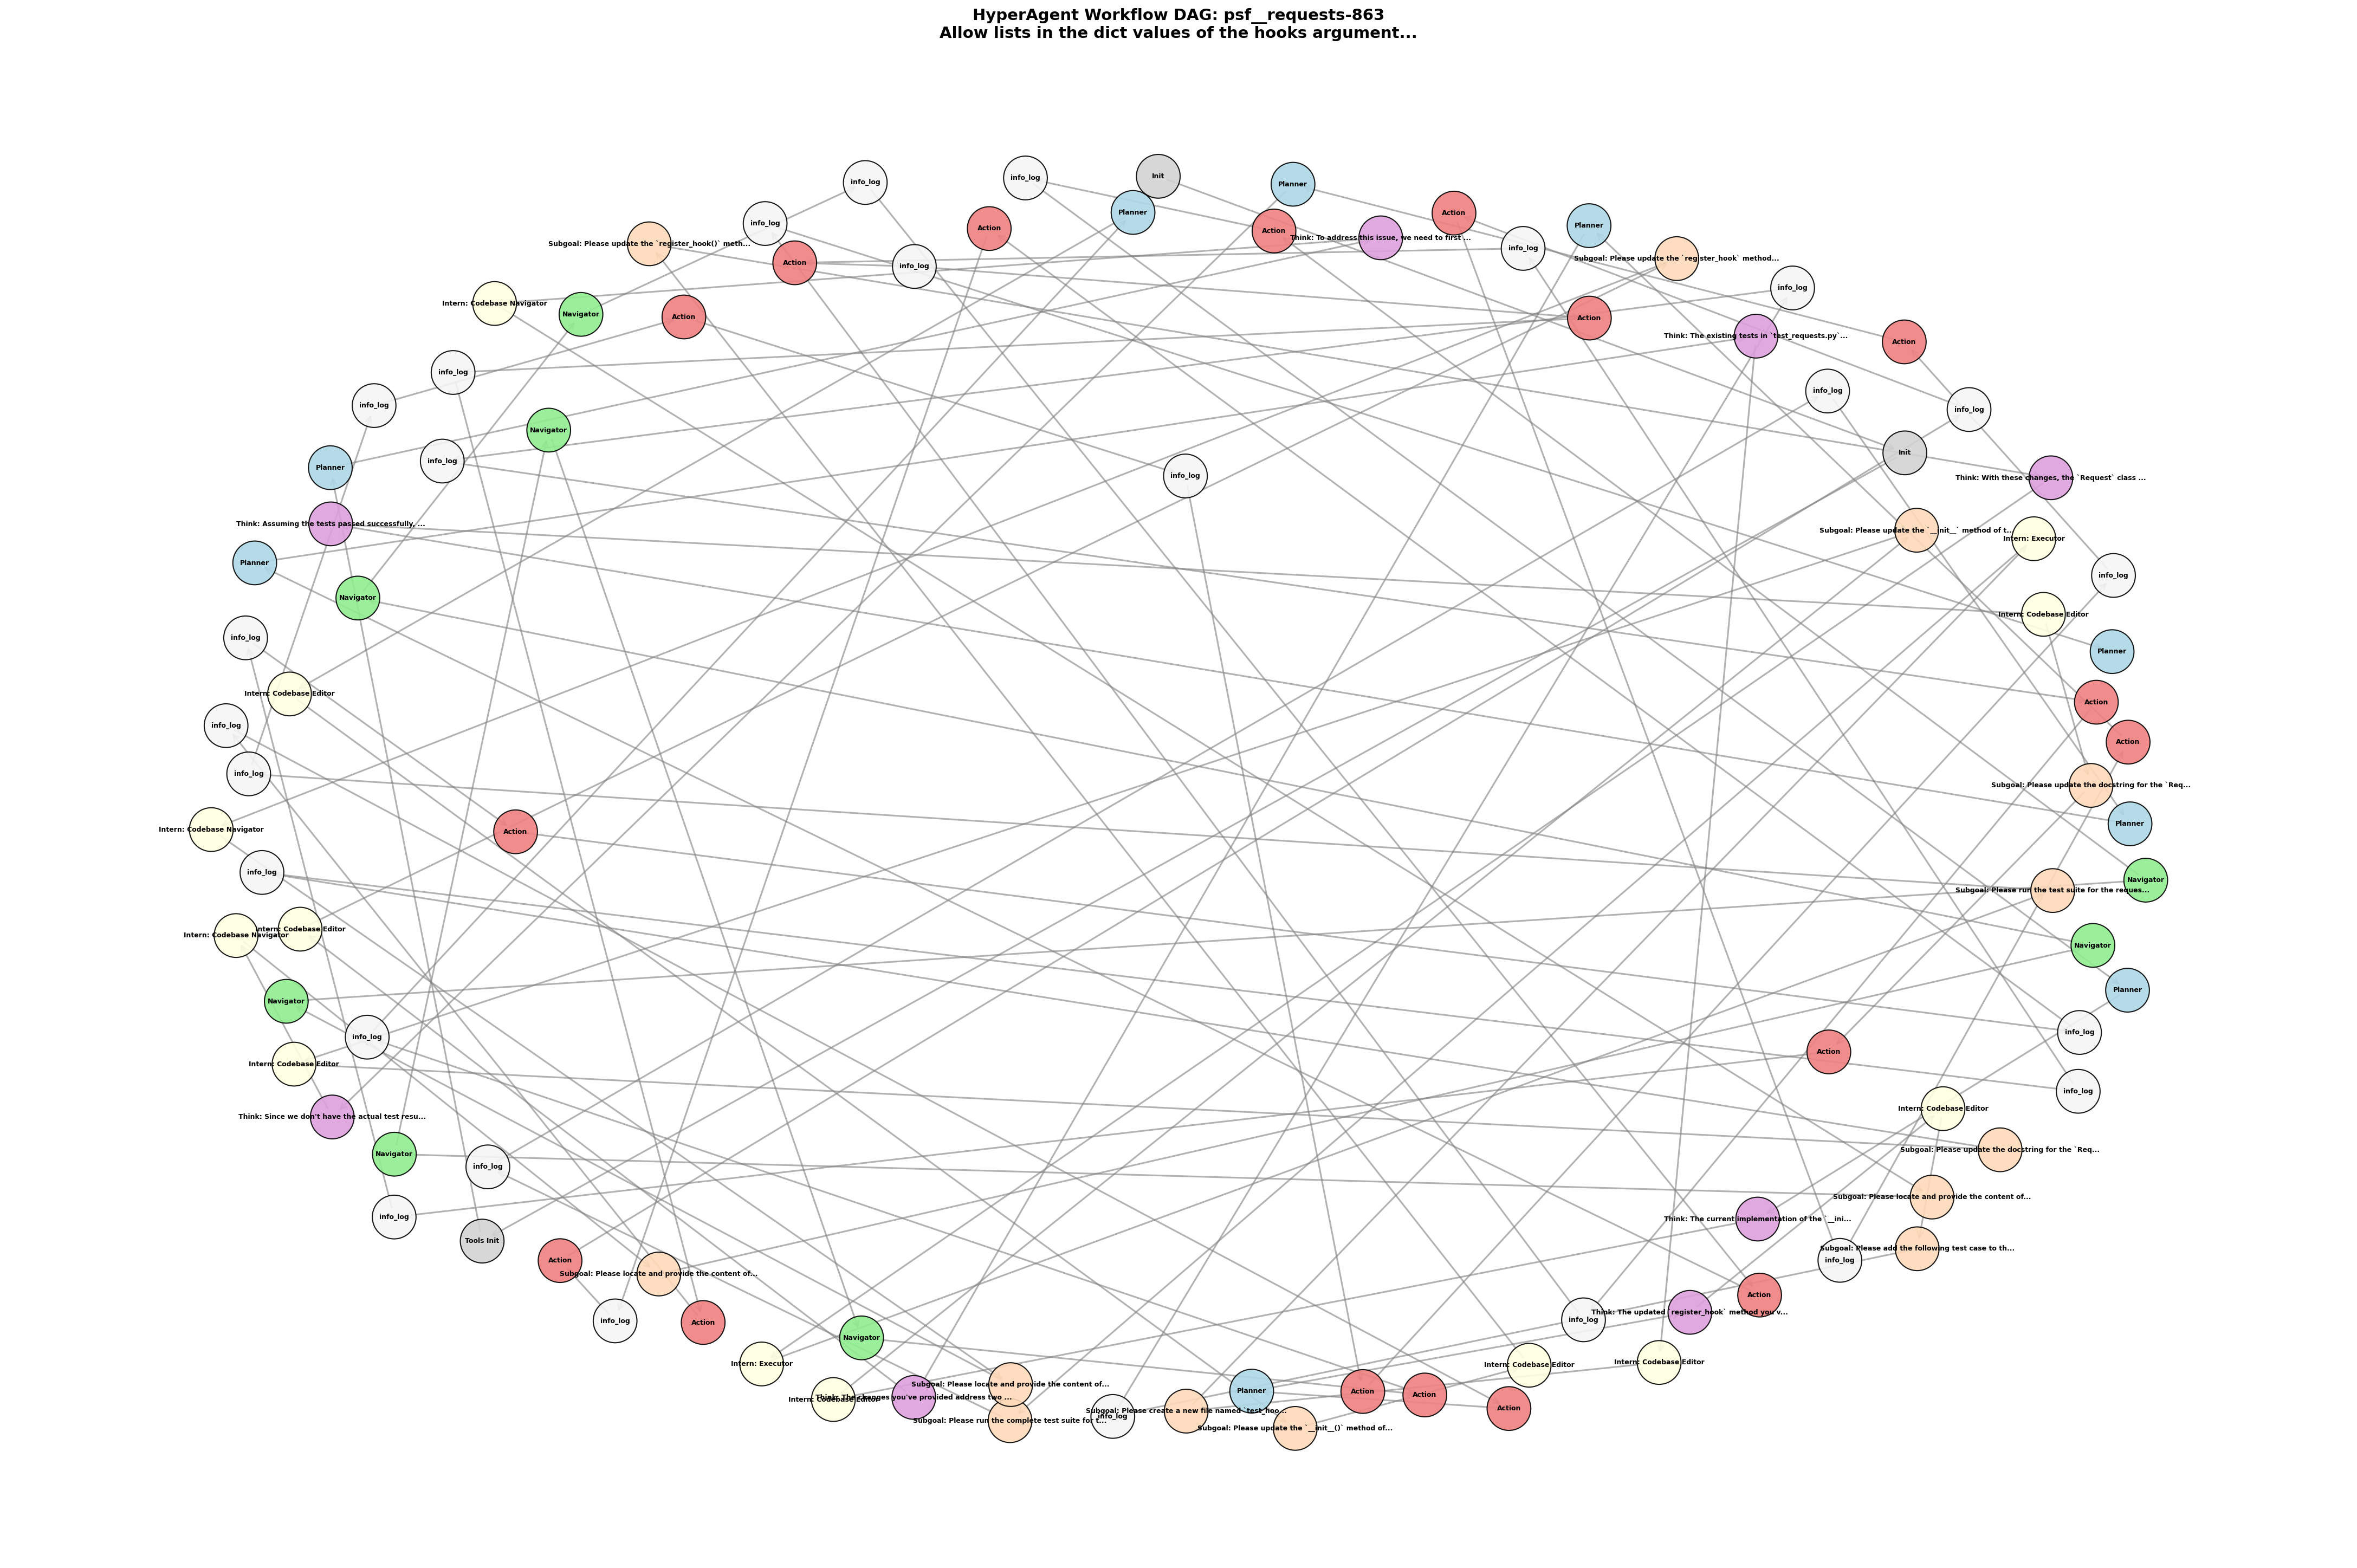 HyperAgent Workflow DAG: psf__requests-863
Allow lists in the dict values of the hooks argument...
Init
info_log
info_log
Planner
Planner
Action
info_log
Planner
Action
Action
Think: To address this issue, we need to first ...
Subgoal: Please update the `register_hook()` meth...
info_log
Subgoal: Please update the `register_hook` method...
Action
info_log
info_log
Intern: Codebase Navigator
Navigator
Action
Action
Think: The existing tests in `test_requests.py`...
Action
info_log
info_log
info_log
info_log
Navigator
Init
info_log
Planner
info_log
Think: With these changes, the `Request` class ...
Think: Assuming the tests passed successfully, ...
Subgoal: Please update the `__init__` method of t...
Intern: Executor
Planner
info_log
Navigator
Intern: Codebase Editor
info_log
Planner
Intern: Codebase Editor
Action
info_log
Action
info_log
Subgoal: Please update the docstring for the `Req...
Planner
Intern: Codebase Navigator
Action
info_log
Navigator
Subgoal: Please run the test suite for the reques...
Intern: Codebase Editor
Intern: Codebase Navigator
Navigator
Planner
Navigator
info_log
info_log
Action
Intern: Codebase Editor
info_log
Intern: Codebase Editor
Think: Since we don't have the actual test resu...
Subgoal: Please update the docstring for the `Req...
Navigator
info_log
Subgoal: Please locate and provide the content of...
info_log
Think: The current implementation of the `__ini...
Tools Init
Subgoal: Please add the following test case to th...
Action
info_log
Subgoal: Please locate and provide the content of...
Action
Think: The updated `register_hook` method you v...
info_log
info_log
Action
Navigator
Intern: Executor
Intern: Codebase Editor
Intern: Codebase Editor
Subgoal: Please locate and provide the content of...
Planner
Action
Action
Think: The changes you've provided address two ...
Intern: Codebase Editor
Action
Subgoal: Please create a new file named `test_hoo...
info_log
Subgoal: Please run the complete test suite for t...
Subgoal: Please update the `__init__()` method of...